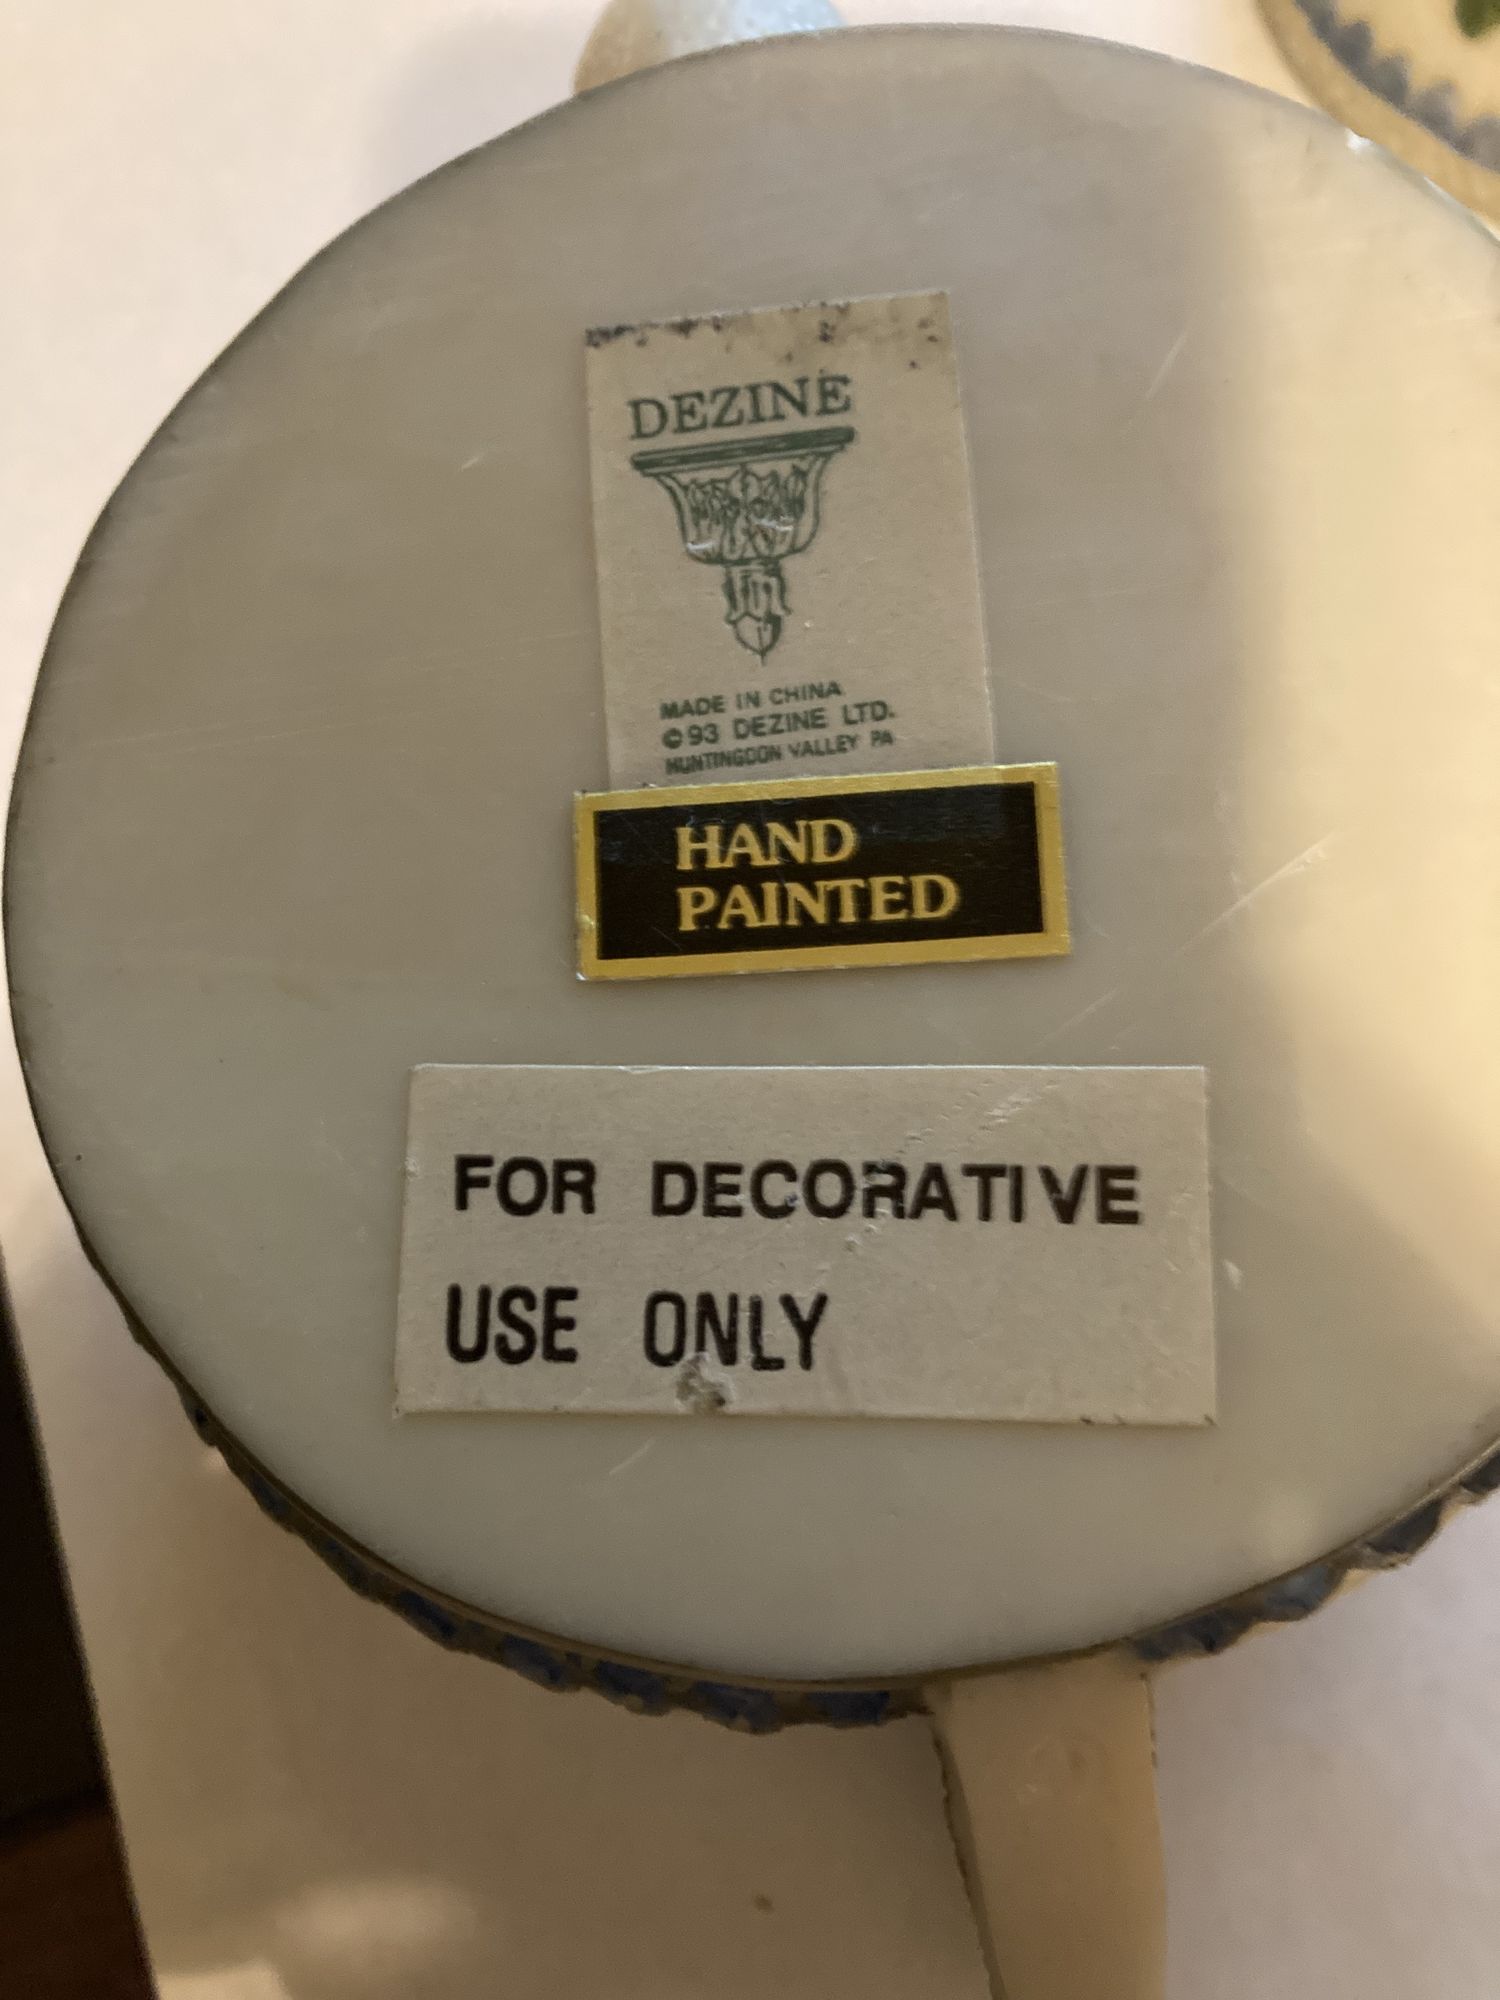 DEZINE
MADE IN CHINA
©93 DEZINE LTD.
HUNTINGDON VALLEY PA
HAND
PAINTED
FOR DECORATIVE
USE ONLY